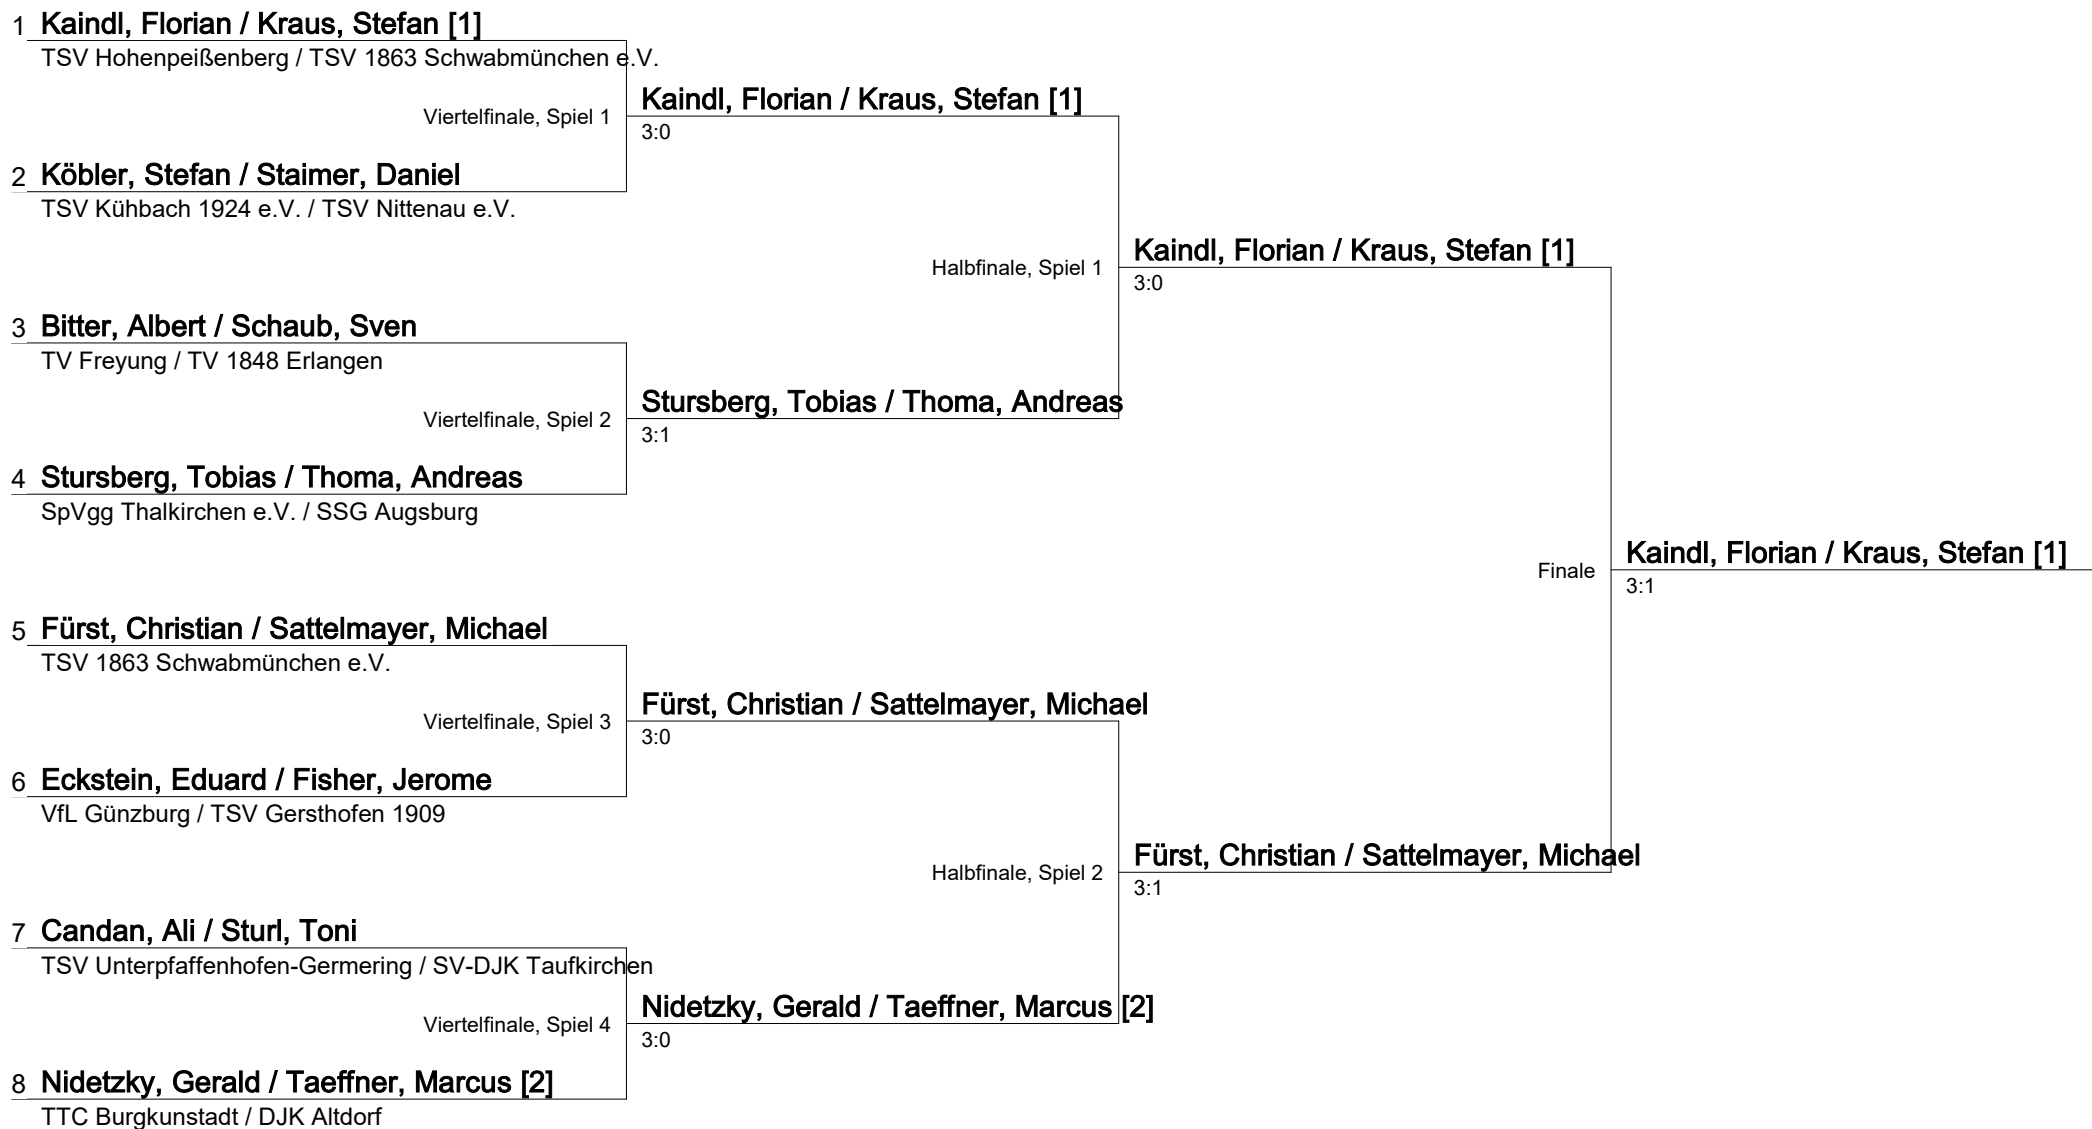 1 Kaindl, Florian / Kraus, Stefan [1]
TSV Hohenpeißenberg / TSV 1863 Schwabmünchen e.V.
Viertelfinale, Spiel 1
Kaindl, Florian / Kraus, Stefan [1]
3:0
2 Köbler, Stefan / Staimer, Daniel
TSV Kühbach 1924 e.V. / TSV Nittenau e.V.
Halbfinale, Spiel 1
Kaindl, Florian / Kraus, Stefan [1]
3:0
3 Bitter, Albert / Schaub, Sven
TV Freyung / TV 1848 Erlangen
Viertelfinale, Spiel 2
Stursberg, Tobias / Thoma, Andreas
3:1
4 Stursberg, Tobias / Thoma, Andreas
SpVgg Thalkirchen e.V. / SSG Augsburg
Finale
Kaindl, Florian / Kraus, Stefan [1]
3:1
5 Fürst, Christian / Sattelmayer, Michael
TSV 1863 Schwabmünchen e.V.
Viertelfinale, Spiel 3
Fürst, Christian / Sattelmayer, Michael
3:0
6 Eckstein, Eduard / Fisher, Jerome
VfL Günzburg / TSV Gersthofen 1909
Halbfinale, Spiel 2
Fürst, Christian / Sattelmayer, Michael
3:1
7 Candan, Ali / Sturl, Toni
TSV Unterpfaffenhofen-Germering / SV-DJK Taufkirchen
Viertelfinale, Spiel 4
Nidetzky, Gerald / Taeffner, Marcus [2]
3:0
8 Nidetzky, Gerald / Taeffner, Marcus [2]
TTC Burgkunstadt / DJK Altdorf